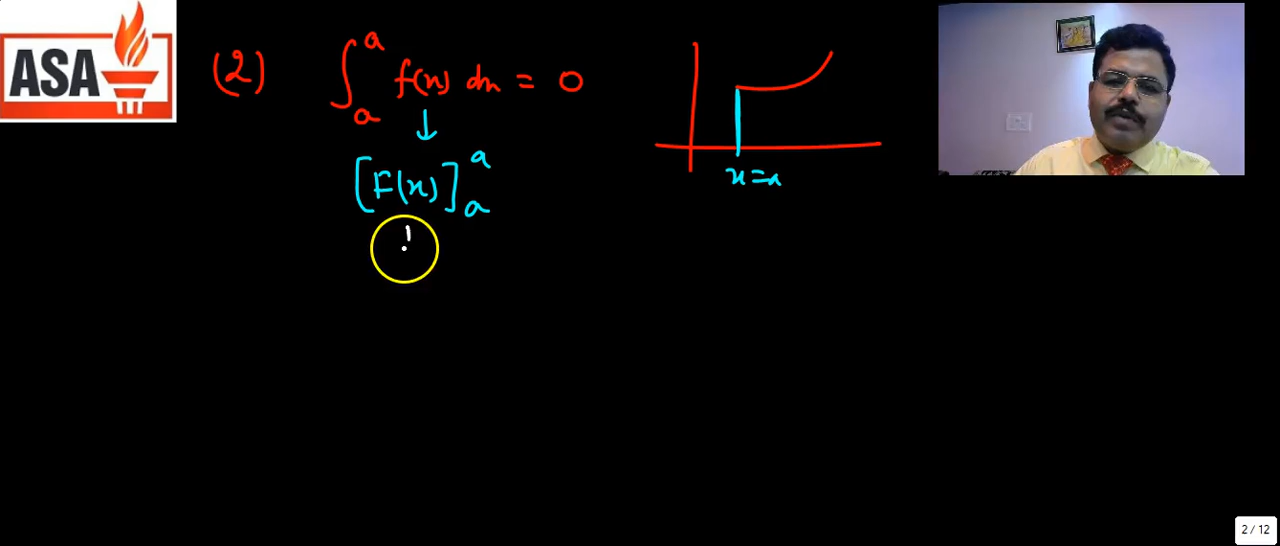 ASA
(2) ∫ₐᵃ f(x) dx = 0
↓
[F(x)]ₐᵃ
x=a
2 / 12